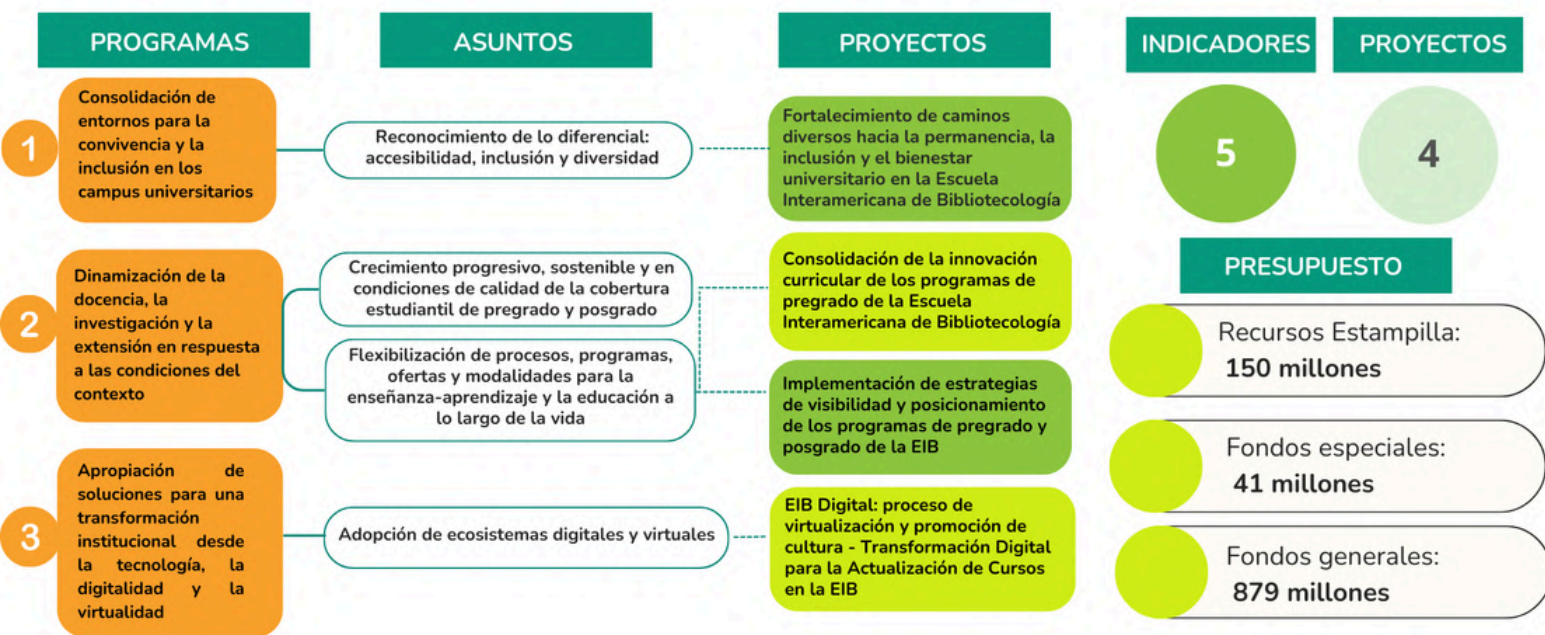 PROGRAMAS
ASUNTOS
PROYECTOS
INDICADORES
PROYECTOS
1
Consolidación de
entornos para la
convivencia y la
inclusión en los
campus universitarios
Reconocimiento de lo diferencial:
accesibilidad, inclusión y diversidad
Fortalecimiento de caminos
diversos hacia la permanencia, la
inclusión y el bienestar
universitario en la Escuela
Interamericana de Bibliotecología
5
4
2
Dinamización de la
docencia, la
investigación y la
extensión en respuesta
a las condiciones del
contexto
Crecimiento progresivo, sostenible y en
condiciones de calidad de la cobertura
estudiantil de pregrado y posgrado
Flexibilización de procesos, programas,
ofertas y modalidades para la
enseñanza-aprendizaje y la educación a
lo largo de la vida
Consolidación de la innovación
curricular de los programas de
pregrado de la Escuela
Interamericana de Bibliotecología
Implementación de estrategias
de visibilidad y posicionamiento
de los programas de pregrado y
posgrado de la EIB
3
Apropiación de
soluciones para una
transformación
institucional desde
la tecnología, la
digitalidad y la
virtualidad
Adopción de ecosistemas digitales y virtuales
EIB Digital: proceso de
virtualización y promoción de
cultura - Transformación Digital
para la Actualización de Cursos
en la EIB
PRESUPUESTO
Recursos Estampilla:
150 millones
Fondos especiales:
41 millones
Fondos generales:
879 millones